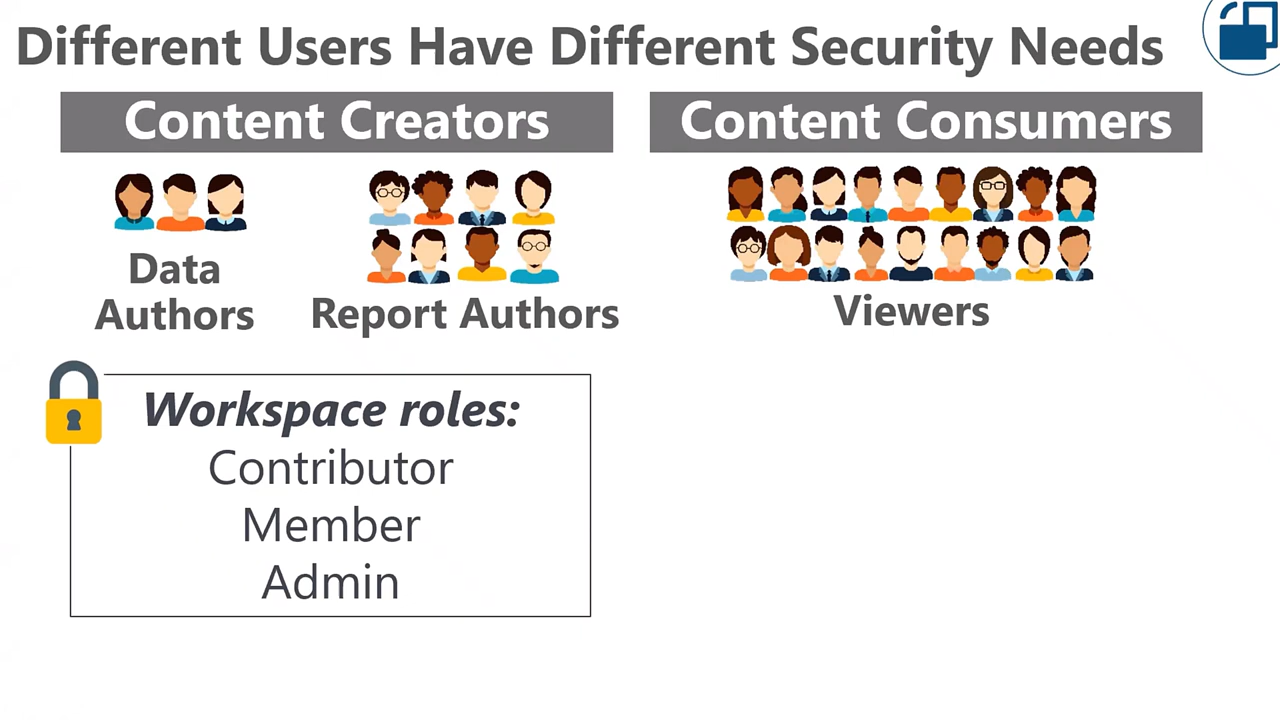 Different Users Have Different Security Needs
Content Creators
Data
Authors
Report Authors
Content Consumers
Viewers
Workspace roles:
Contributor
Member
Admin